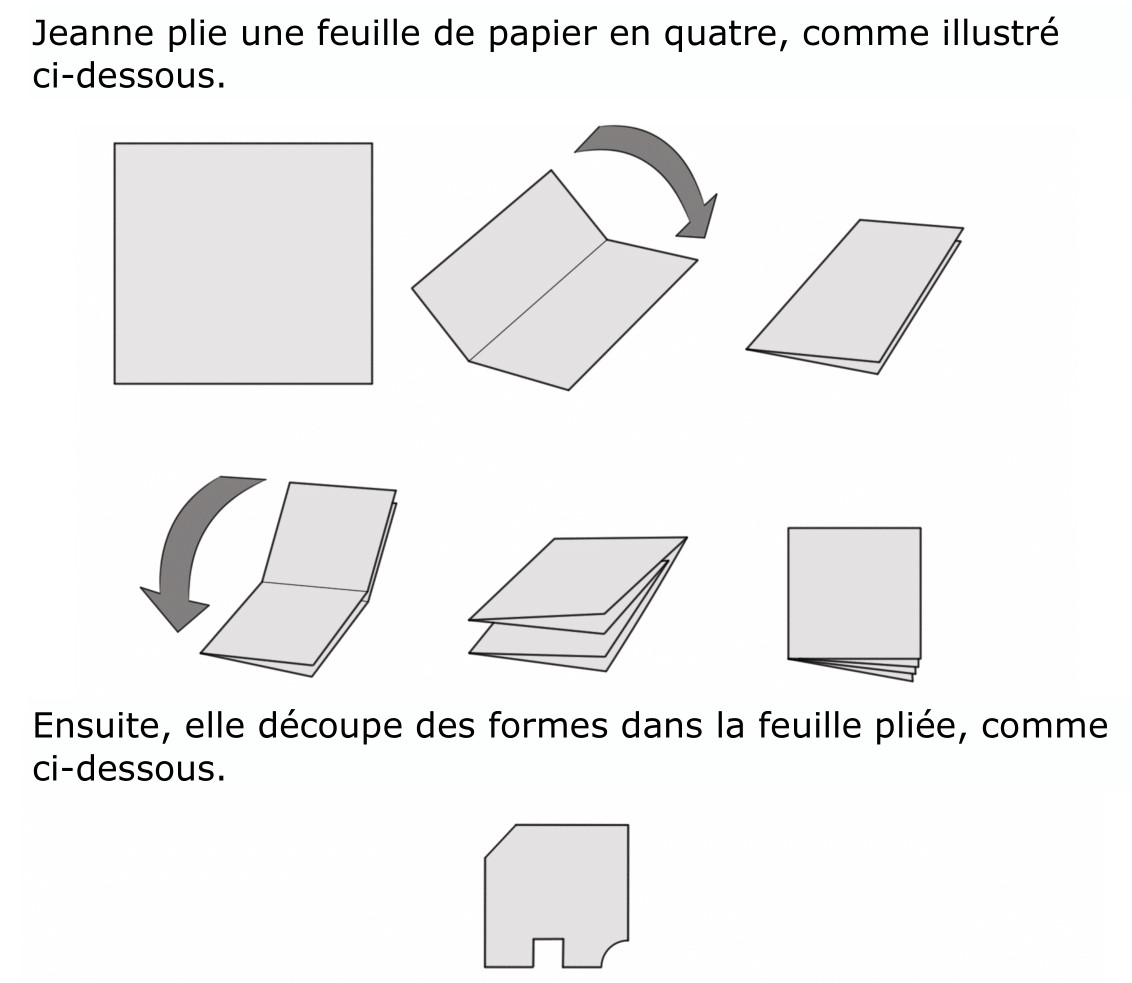 Jeanne plie une feuille de papier en quatre, comme illustré
ci-dessous.
Ensuite, elle découpe des formes dans la feuille pliée, comme
ci-dessous.